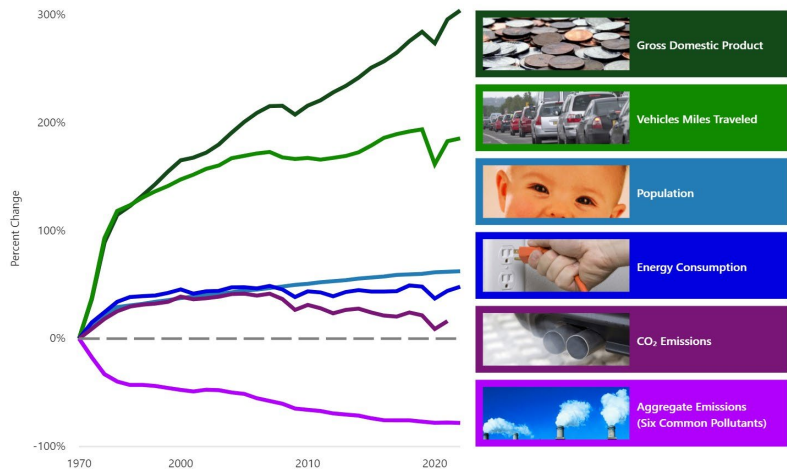 300%
200%
100%
0%
-100%
Percent Change
1970
2000
2010
2020
Gross Domestic Product
Vehicles Miles Traveled
Population
Energy Consumption
CO₂ Emissions
Aggregate Emissions
(Six Common Pollutants)